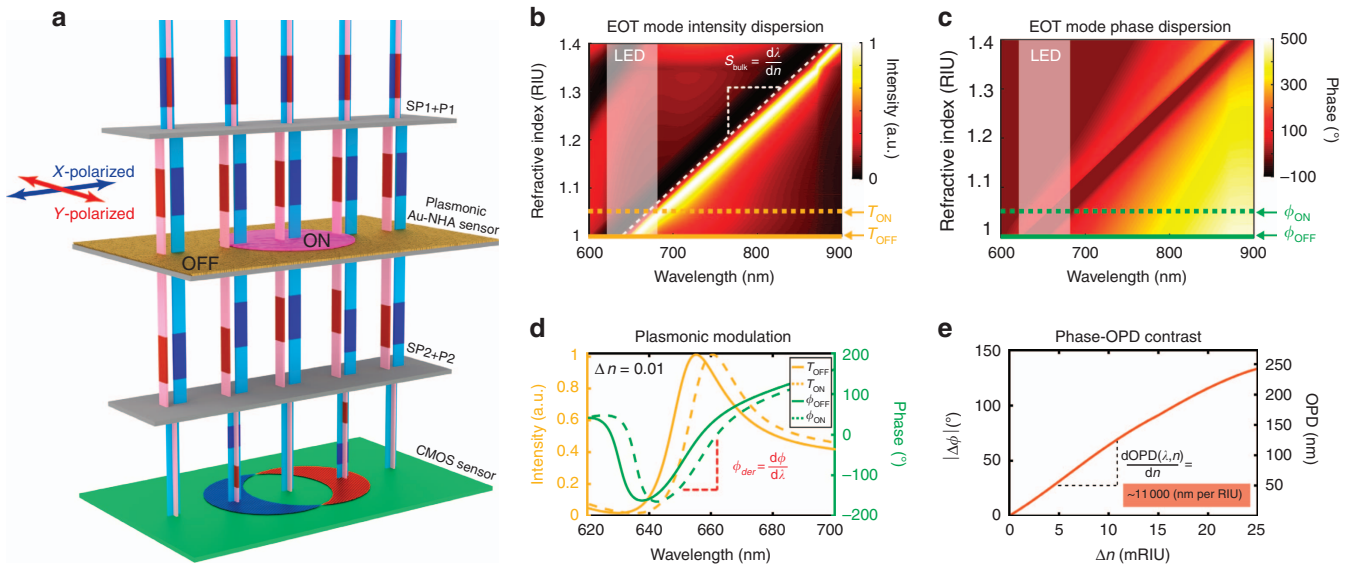 a
SP1+P1
X-polarized
Y-polarized
Plasmonic
Au-NHA sensor
ON
OFF
SP2+P2
CMOS sensor
b
EOT mode intensity dispersion
LED
S_bulk = dλ/dn
Refractive index (RIU)
1.4
1.3
1.2
1.1
1
600
700
800
900
Wavelength (nm)
1
0
Intensity (a.u.)
T_ON
T_OFF
c
EOT mode phase dispersion
LED
Refractive index (RIU)
1.4
1.3
1.2
1.1
1
600
700
800
900
Wavelength (nm)
500
300
100
−100
Phase (°)
ϕ_ON
ϕ_OFF
d
Plasmonic modulation
Δn = 0.01
T_OFF
T_ON
ϕ_OFF
ϕ_ON
ϕ_der = dϕ/dλ
Intensity (a.u.)
1
0.8
0.6
0.4
0.2
0
620
640
660
680
700
Wavelength (nm)
200
100
0
−100
−200
Phase (°)
e
Phase-OPD contrast
|Δϕ| (°)
150
100
50
0
0
5
10
15
20
25
Δn (mRIU)
250
200
150
100
50
OPD (nm)
dOPD(λ,n)/dn =
~11 000 (nm per RIU)